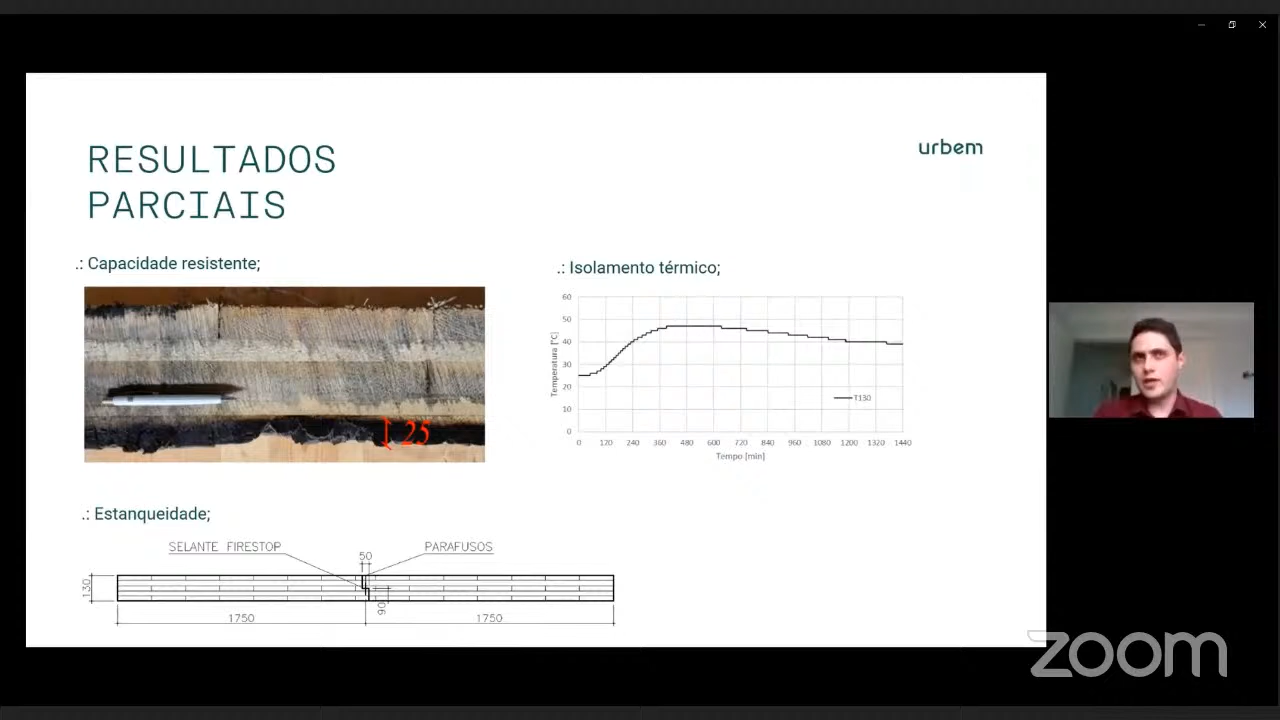 RESULTADOS
PARCIAIS
urbem
.: Capacidade resistente;
25
.: Isolamento térmico;
60
50
40
30
20
10
0
Temperatura [°C]
T130
0 120 240 360 480 600 720 840 960 1080 1200 1320 1440
Tempo [min]
.: Estanqueidade;
SELANTE FIRESTOP
50
PARAFUSOS
130
90
1750
1750
zoom